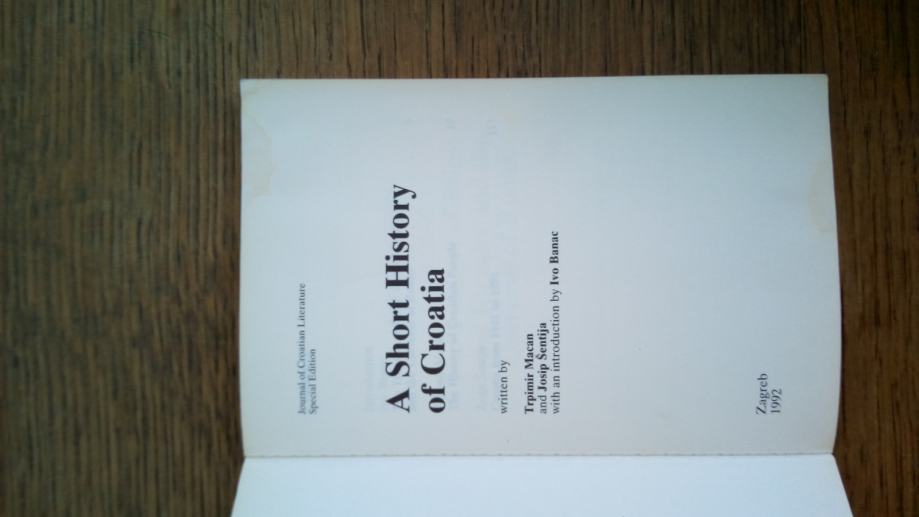 Journal of Croatian Literature
Special Edition
A Short History
of Croatia
written by
Trpimir Macan
and Josip Šentija
with an introduction by Ivo Banac
Zagreb
1992